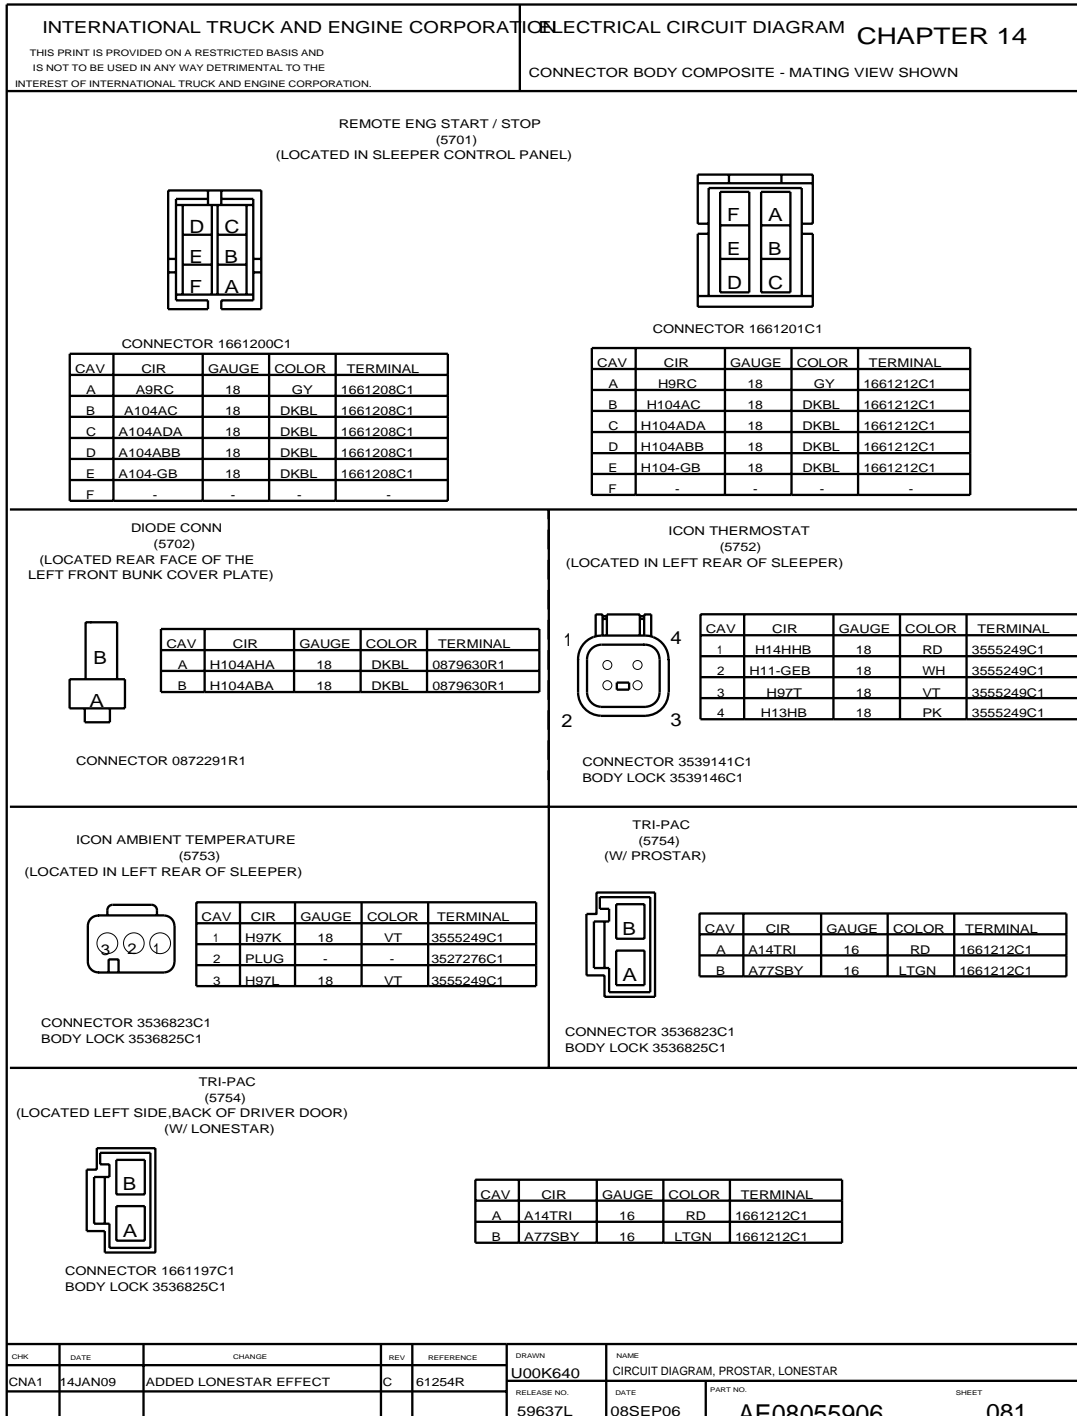 INTERNATIONAL TRUCK AND ENGINE CORPORATION
THIS PRINT IS PROVIDED ON A RESTRICTED BASIS AND
IS NOT TO BE USED IN ANY WAY DETRIMENTAL TO THE
INTEREST OF INTERNATIONAL TRUCK AND ENGINE CORPORATION.
ELECTRICAL CIRCUIT DIAGRAM
CHAPTER 14
CONNECTOR BODY COMPOSITE - MATING VIEW SHOWN
REMOTE ENG START / STOP
(5701)
(LOCATED IN SLEEPER CONTROL PANEL)
D C
E B
F A
CONNECTOR 1661200C1
CAV CIR GAUGE COLOR TERMINAL
A A9RC 18 GY 1661208C1
B A104AC 18 DKBL 1661208C1
C A104ADA 18 DKBL 1661208C1
D A104ABB 18 DKBL 1661208C1
E A104-GB 18 DKBL 1661208C1
F - - - -
F A
E B
D C
CONNECTOR 1661201C1
CAV CIR GAUGE COLOR TERMINAL
A H9RC 18 GY 1661212C1
B H104AC 18 DKBL 1661212C1
C H104ADA 18 DKBL 1661212C1
D H104ABB 18 DKBL 1661212C1
E H104-GB 18 DKBL 1661212C1
F - - - -
DIODE CONN
(5702)
(LOCATED REAR FACE OF THE
LEFT FRONT BUNK COVER PLATE)
B
A
CAV CIR GAUGE COLOR TERMINAL
A H104AHA 18 DKBL 0879630R1
B H104ABA 18 DKBL 0879630R1
CONNECTOR 0872291R1
ICON THERMOSTAT
(5752)
(LOCATED IN LEFT REAR OF SLEEPER)
1 4
2 3
CAV CIR GAUGE COLOR TERMINAL
1 H14HHB 18 RD 3555249C1
2 H11-GEB 18 WH 3555249C1
3 H97T 18 VT 3555249C1
4 H13HB 18 PK 3555249C1
CONNECTOR 3539141C1
BODY LOCK 3539146C1
ICON AMBIENT TEMPERATURE
(5753)
(LOCATED IN LEFT REAR OF SLEEPER)
3 2 1
CAV CIR GAUGE COLOR TERMINAL
1 H97K 18 VT 3555249C1
2 PLUG - - 3527276C1
3 H97L 18 VT 3555249C1
CONNECTOR 3536823C1
BODY LOCK 3536825C1
TRI-PAC
(5754)
(W/ PROSTAR)
B
A
CAV CIR GAUGE COLOR TERMINAL
A A14TRI 16 RD 1661212C1
B A77SBY 16 LTGN 1661212C1
CONNECTOR 3536823C1
BODY LOCK 3536825C1
TRI-PAC
(5754)
(LOCATED LEFT SIDE,BACK OF DRIVER DOOR)
(W/ LONESTAR)
B
A
CAV CIR GAUGE COLOR TERMINAL
A A14TRI 16 RD 1661212C1
B A77SBY 16 LTGN 1661212C1
CONNECTOR 1661197C1
BODY LOCK 3536825C1
CHK DATE CHANGE REV REFERENCE
CNA1 14JAN09 ADDED LONESTAR EFFECT C 61254R
DRAWN
U00K640
NAME
CIRCUIT DIAGRAM, PROSTAR, LONESTAR
RELEASE NO.
59637L
DATE
08SEP06
PART NO.
AE08055906
SHEET
081